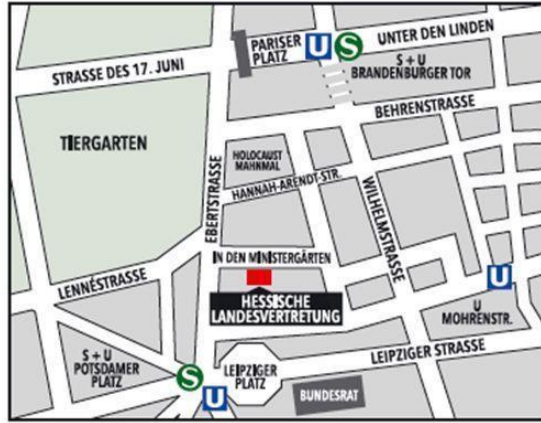 PARISER
PLATZ
U
S
UNTER DEN LINDEN
S + U
BRANDENBURGER TOR
STRASSE DES 17. JUNI
BEHRENSTRASSE
TIERGARTEN
EBERTSTRASSE
HOLOCAUST
MAHNMAL
HANNAH-ARENDT-STR.
WILHELMSTRASSE
IN DEN MINISTERGÄRTEN
LENNÉSTRASSE
HESSISCHE
LANDESVERTRETUNG
U
U
MOHRENSTR.
S + U
POTSDAMER
PLATZ
S
U
LEIPZIGER
PLATZ
LEIPZIGER STRASSE
BUNDESRAT